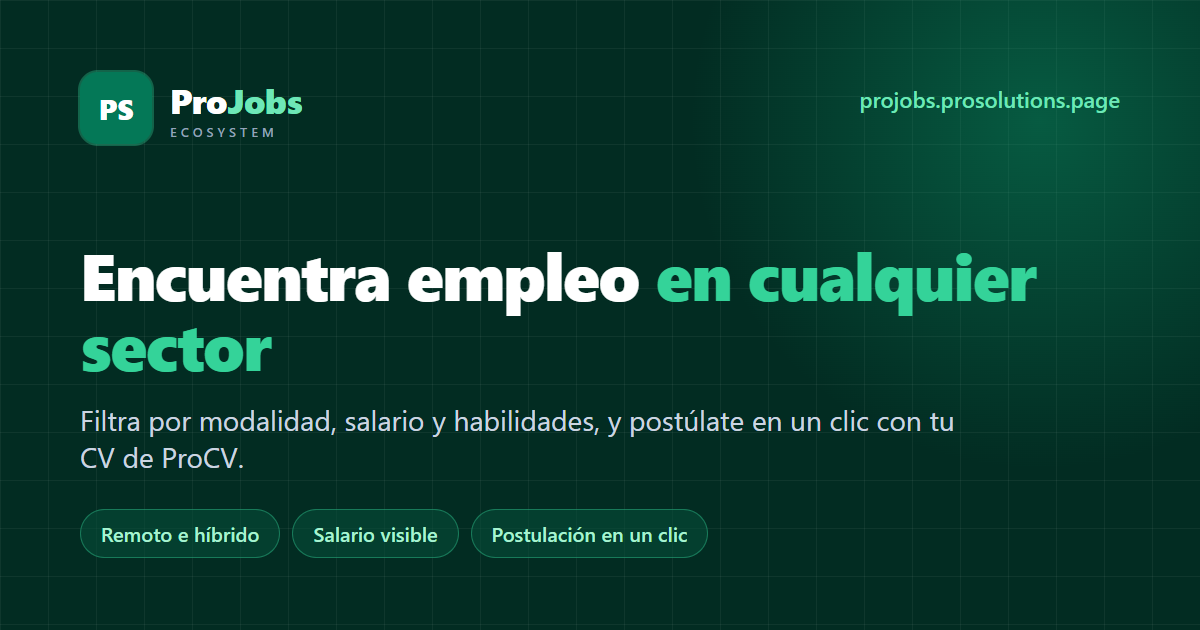 PS
ProJobs
ECOSYSTEM
projobs.prosolutions.page
Encuentra empleo en cualquier
sector
Filtra por modalidad, salario y habilidades, y postúlate en un clic con tu
CV de ProCV.
Remoto e híbrido
Salario visible
Postulación en un clic